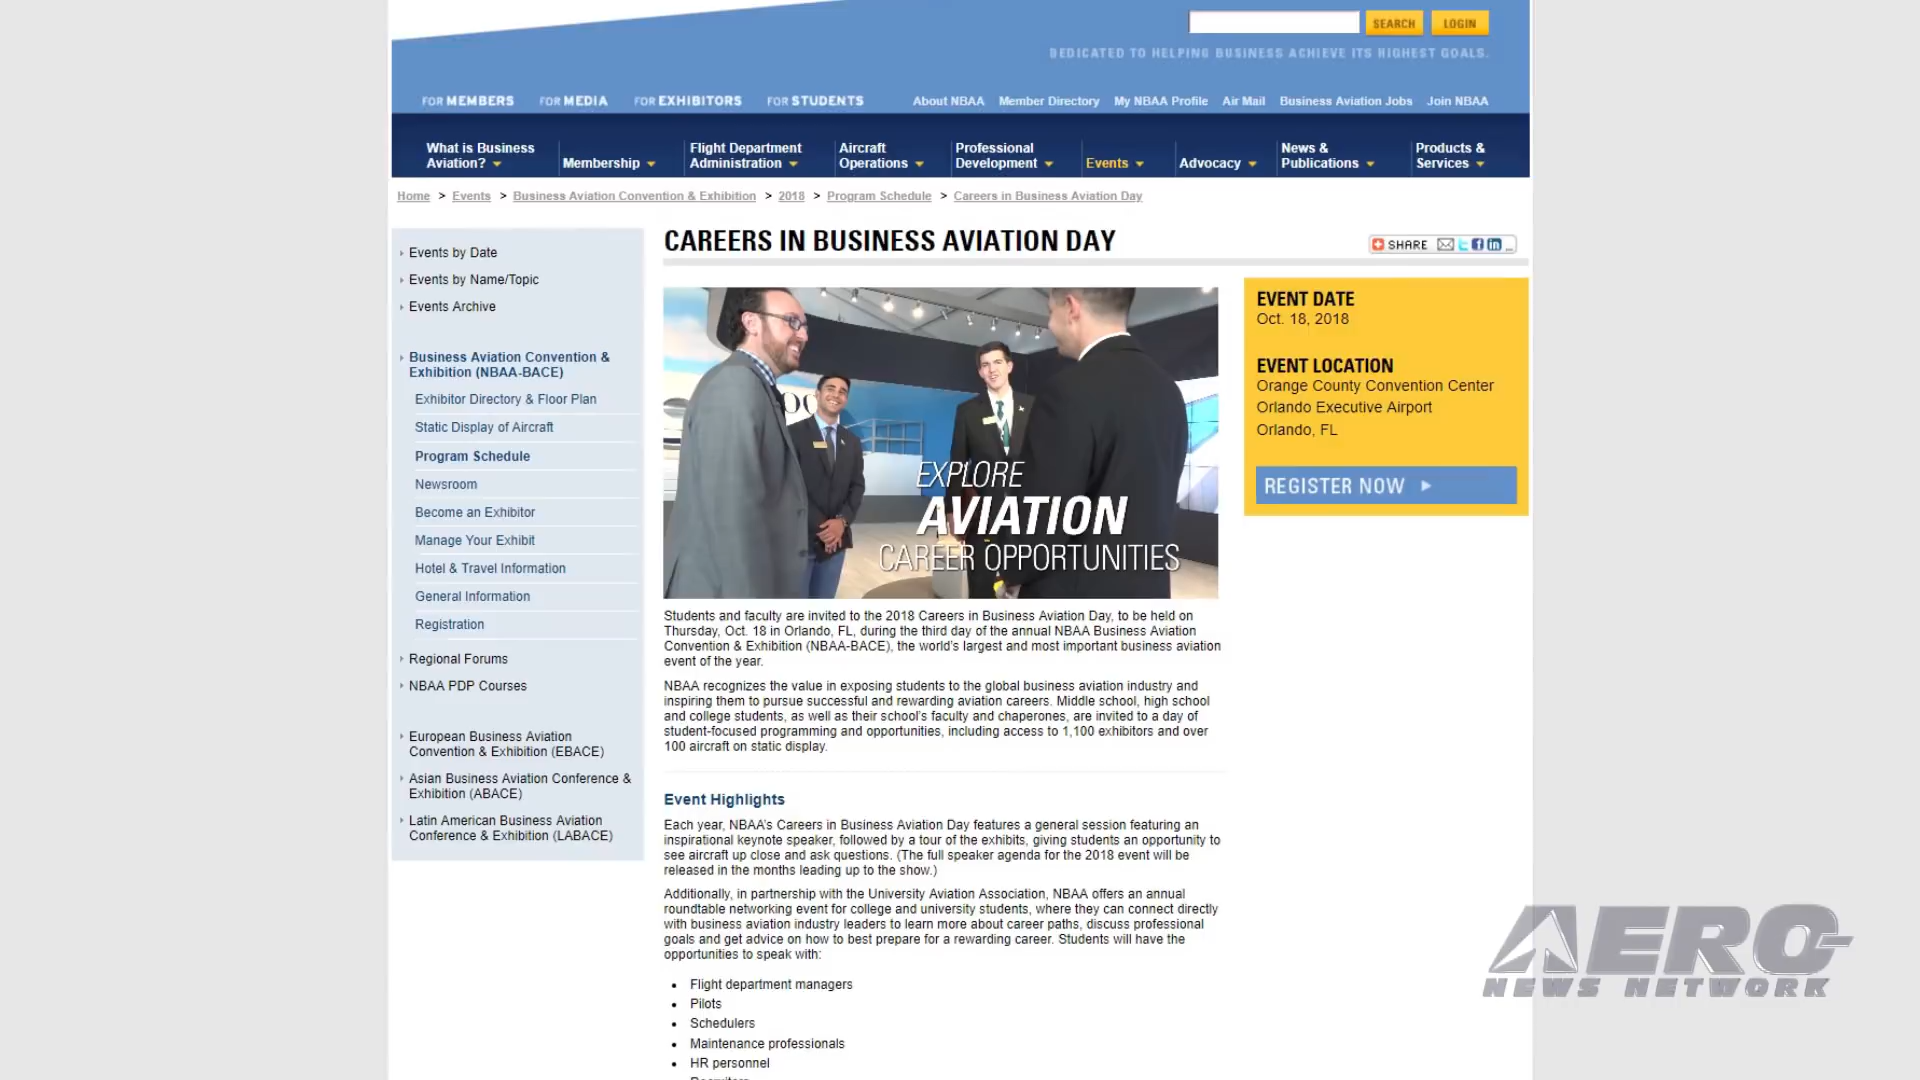 SEARCH LOGIN
DEDICATED TO HELPING BUSINESS ACHIEVE ITS HIGHEST GOALS.
FOR MEMBERS FOR MEDIA FOR EXHIBITORS FOR STUDENTS About NBAA Member Directory My NBAA Profile Air Mail Business Aviation Jobs Join NBAA
What is Business Aviation? Membership Flight Department Administration Aircraft Operations Professional Development Events Advocacy News & Publications Products & Services
Home > Events > Business Aviation Convention & Exhibition > 2018 > Program Schedule > Careers in Business Aviation Day
Events by Date
Events by Name/Topic
Events Archive
Business Aviation Convention &
Exhibition (NBAA-BACE)
Exhibitor Directory & Floor Plan
Static Display of Aircraft
Program Schedule
Newsroom
Become an Exhibitor
Manage Your Exhibit
Hotel & Travel Information
General Information
Registration
Regional Forums
NBAA PDP Courses
European Business Aviation
Convention & Exhibition (EBACE)
Asian Business Aviation Conference &
Exhibition (ABACE)
Latin American Business Aviation
Conference & Exhibition (LABACE)
CAREERS IN BUSINESS AVIATION DAY
SHARE
EXPLORE
AVIATION
CAREER OPPORTUNITIES
Students and faculty are invited to the 2018 Careers in Business Aviation Day, to be held on
Thursday, Oct. 18 in Orlando, FL, during the third day of the annual NBAA Business Aviation
Convention & Exhibition (NBAA-BACE), the world's largest and most important business aviation
event of the year.
NBAA recognizes the value in exposing students to the global business aviation industry and
inspiring them to pursue successful and rewarding aviation careers. Middle school, high school
and college students, as well as their school's faculty and chaperones, are invited to a day of
student-focused programming and opportunities, including access to 1,100 exhibitors and over
100 aircraft on static display.
Event Highlights
Each year, NBAA's Careers in Business Aviation Day features a general session featuring an
inspirational keynote speaker, followed by a tour of the exhibits, giving students an opportunity to
see aircraft up close and ask questions. (The full speaker agenda for the 2018 event will be
released in the months leading up to the show.)
Additionally, in partnership with the University Aviation Association, NBAA offers an annual
roundtable networking event for college and university students, where they can connect directly
with business aviation industry leaders to learn more about career paths, discuss professional
goals and get advice on how to best prepare for a rewarding career. Students will have the
opportunities to speak with:
Flight department managers
Pilots
Schedulers
Maintenance professionals
HR personnel
EVENT DATE
Oct. 18, 2018
EVENT LOCATION
Orange County Convention Center
Orlando Executive Airport
Orlando, FL
REGISTER NOW
AERO-
NEWS NETWORK